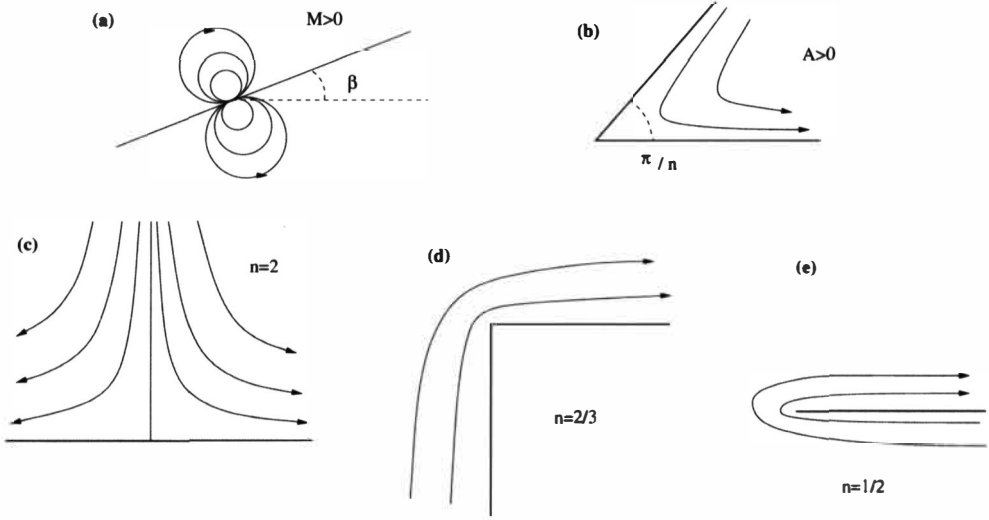 (a)
M>0
β
(b)
A>0
π / n
(c)
n=2
(d)
n=2/3
(e)
n=1/2